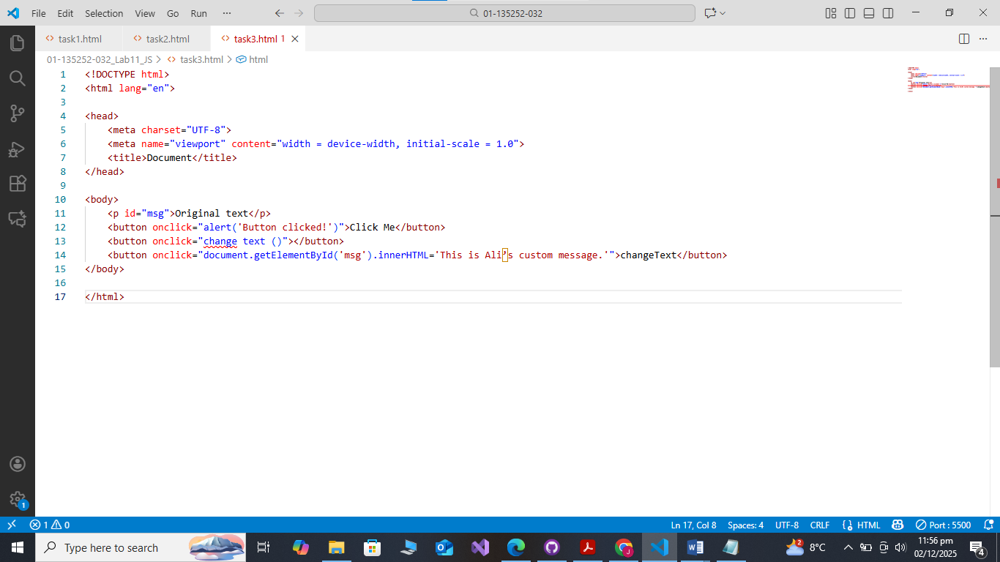 File Edit Selection View Go Run ··· 01-135252-032
task1.html task2.html task3.html 1
01-135252-032_Lab11_JS > task3.html > html
1 <!DOCTYPE html>
2 <html lang="en">
3
4 <head>
5 <meta charset="UTF-8">
6 <meta name="viewport" content="width = device-width, initial-scale = 1.0">
7 <title>Document</title>
8 </head>
9
10 <body>
11 <p id="msg">Original text</p>
12 <button onclick="alert('Button clicked!')">Click Me</button>
13 <button onclick="change text ()"></button>
14 <button onclick="document.getElementById('msg').innerHTML='This is Ali’s custom message.'">changeText</button>
15 </body>
16
17 </html>
1
1 0 Ln 17, Col 8 Spaces: 4 UTF-8 CRLF {} HTML Port : 5500
Type here to search 2 8°C 11:56 pm
02/12/2025 4